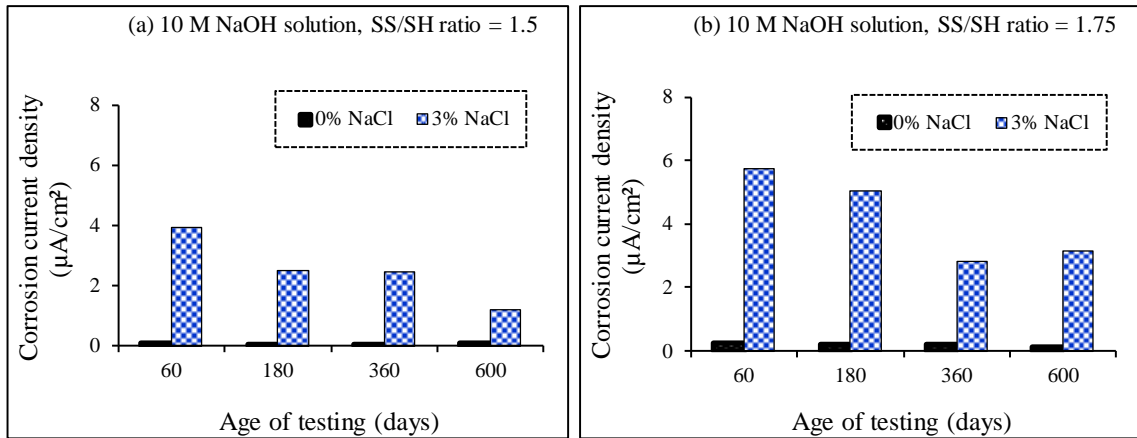 (a) 10 M NaOH solution, SS/SH ratio = 1.5
8
6
4
2
0
0% NaCl 3% NaCl
Corrosion current density
(µA/cm²)
60 180 360 600
Age of testing (days)
(b) 10 M NaOH solution, SS/SH ratio = 1.75
8
6
4
2
0
0% NaCl 3% NaCl
Corrosion current density
(µA/cm²)
60 180 360 600
Age of testing (days)